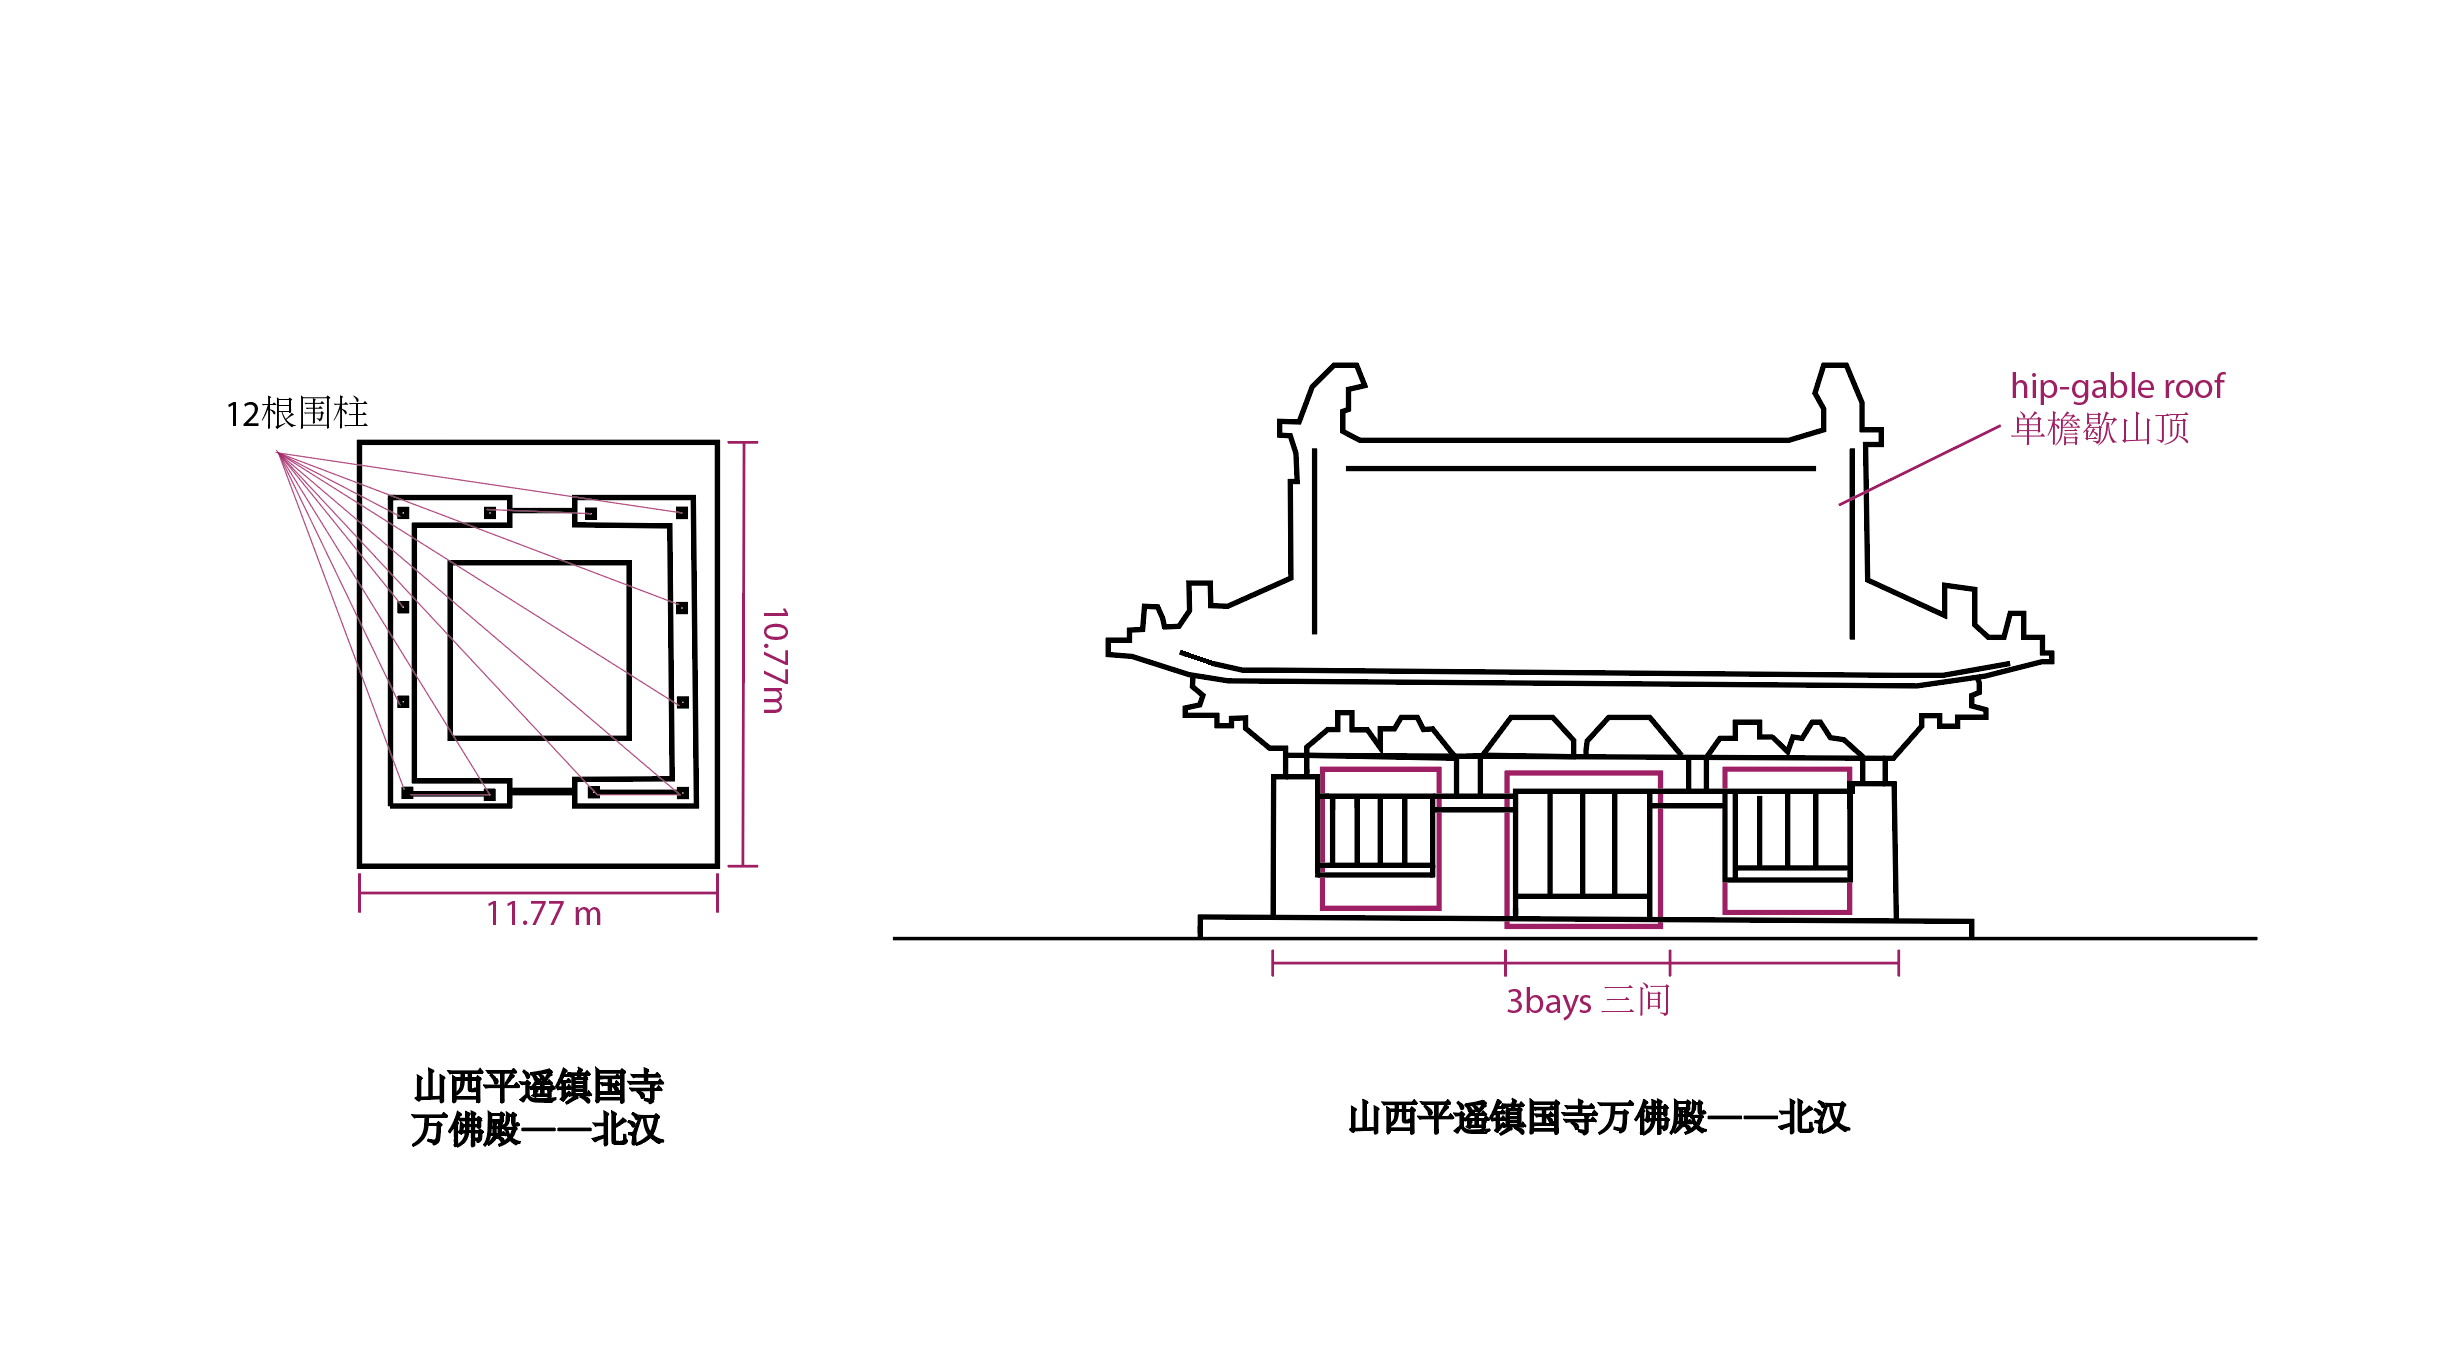 12根围柱
10.77m
11.77 m
山西平遥镇国寺
万佛殿——北汉
hip-gable roof
单檐歇山顶
3bays 三间
山西平遥镇国寺万佛殿——北汉